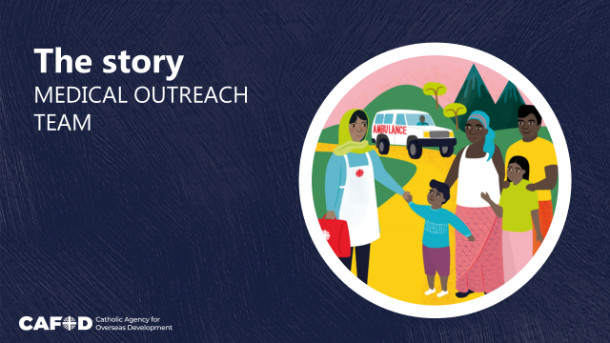 The story
MEDICAL OUTREACH
TEAM
AMBULANCE
CAFOD
Catholic Agency for
Overseas Development